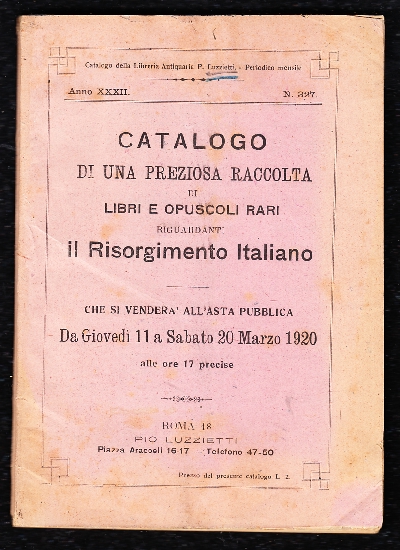 Catalogo della Libreria Antiquaria P. Luzzietti. - Periodico mensile
Anno XXXII. N. 327.
CATALOGO
DI UNA PREZIOSA RACCOLTA
DI
LIBRI E OPUSCOLI RARI
RIGUARDANTI
il Risorgimento Italiano
CHE SI VENDERA' ALL'ASTA PUBBLICA
Da Giovedì 11 a Sabato 20 Marzo 1920
alle ore 17 precise
ROMA 18
PIO LUZZIETTI
Piazza Aracoeli 16-17 Telefono 47-50
Prezzo del presente catalogo L. 2.